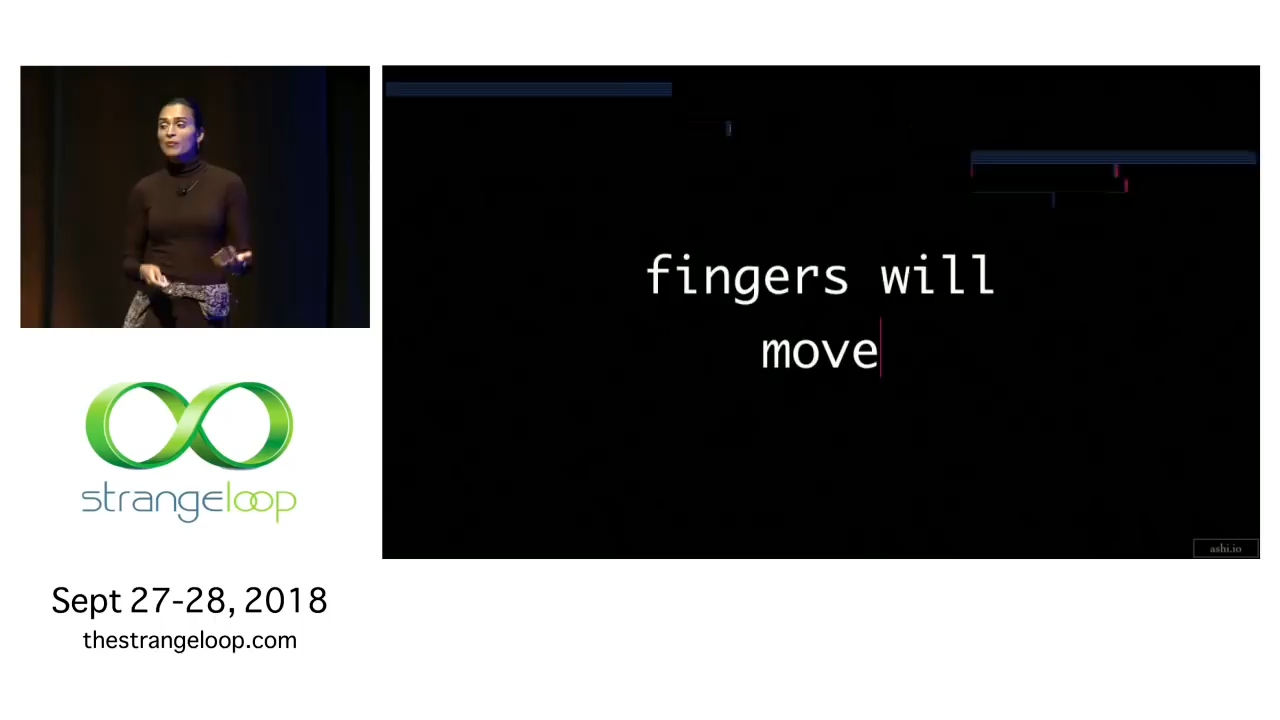 fingers will
move
ashi.io
strangeloop
Sept 27-28, 2018
thestrangeloop.com